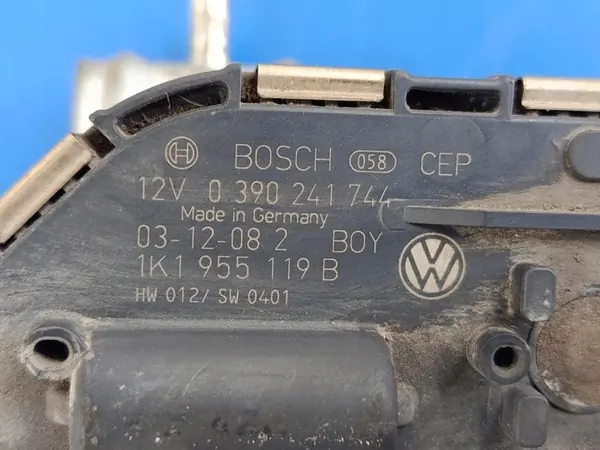 BOSCH 058 CEP
12V 0 390 241 744
Made in Germany
03-12-08 2 BOY
1K1 955 119 B
HW 012/ SW 0401